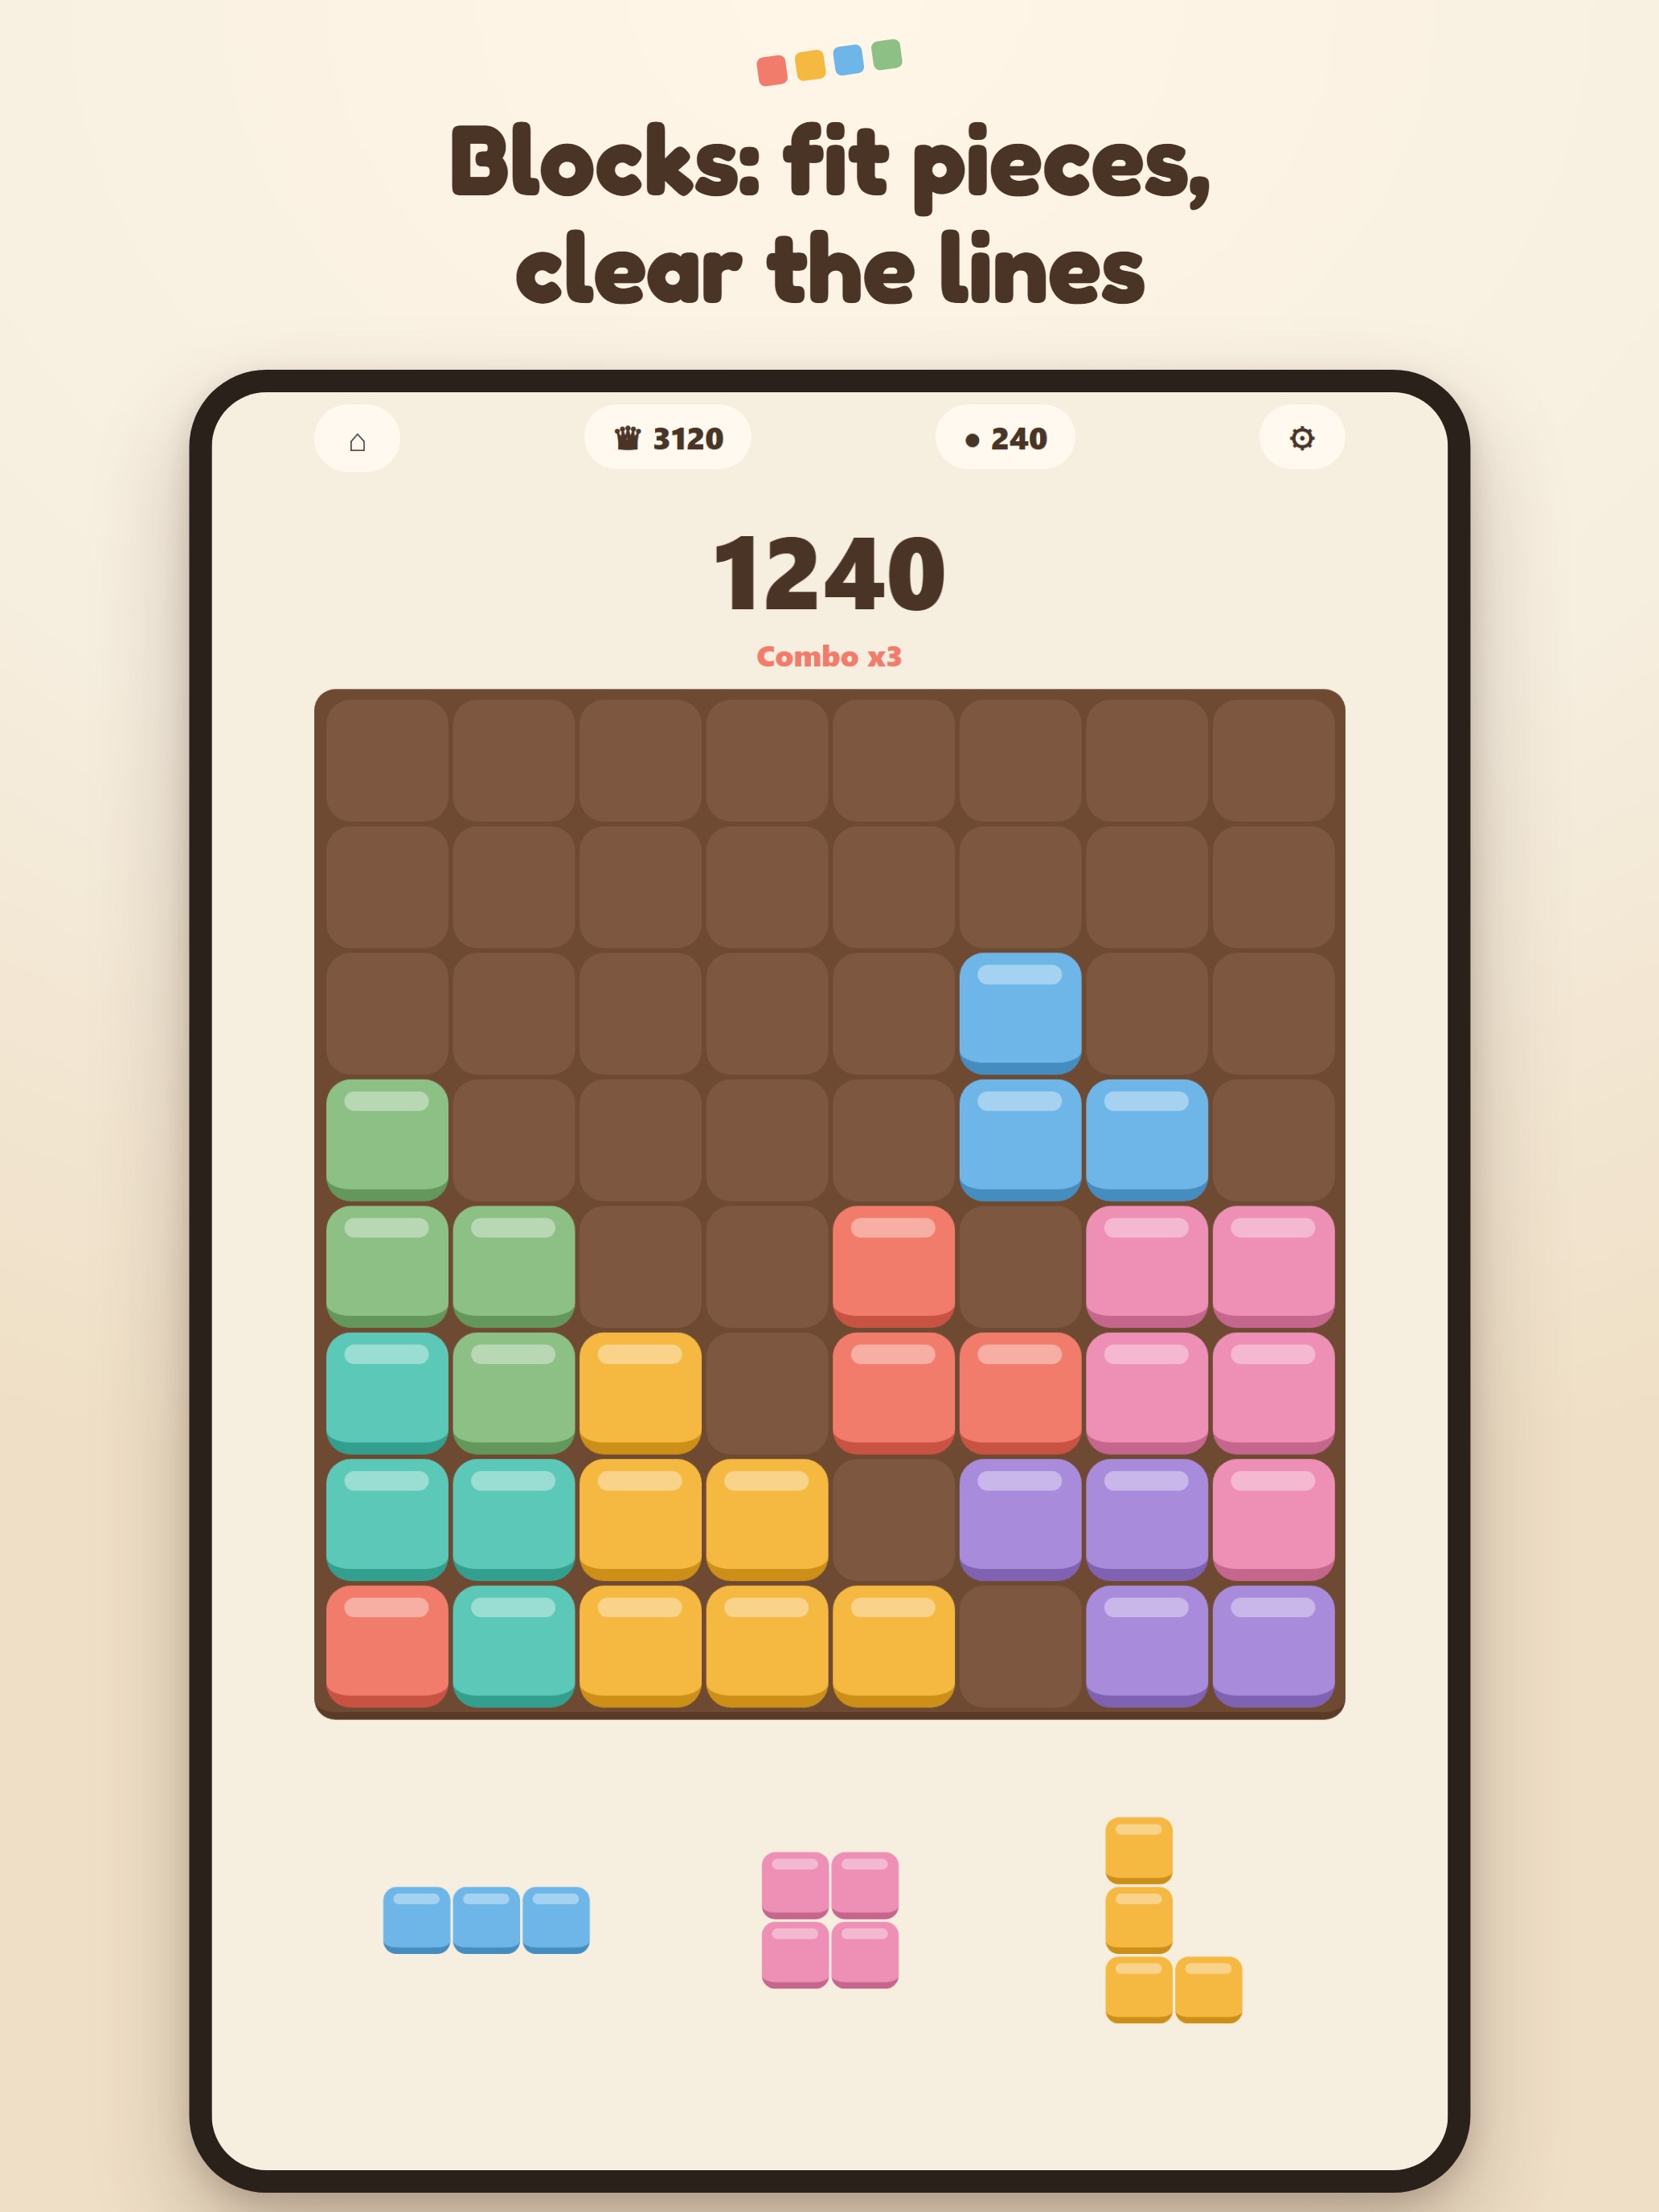 Blocks: fit pieces,
clear the lines
3120
240
1240
Combo x3